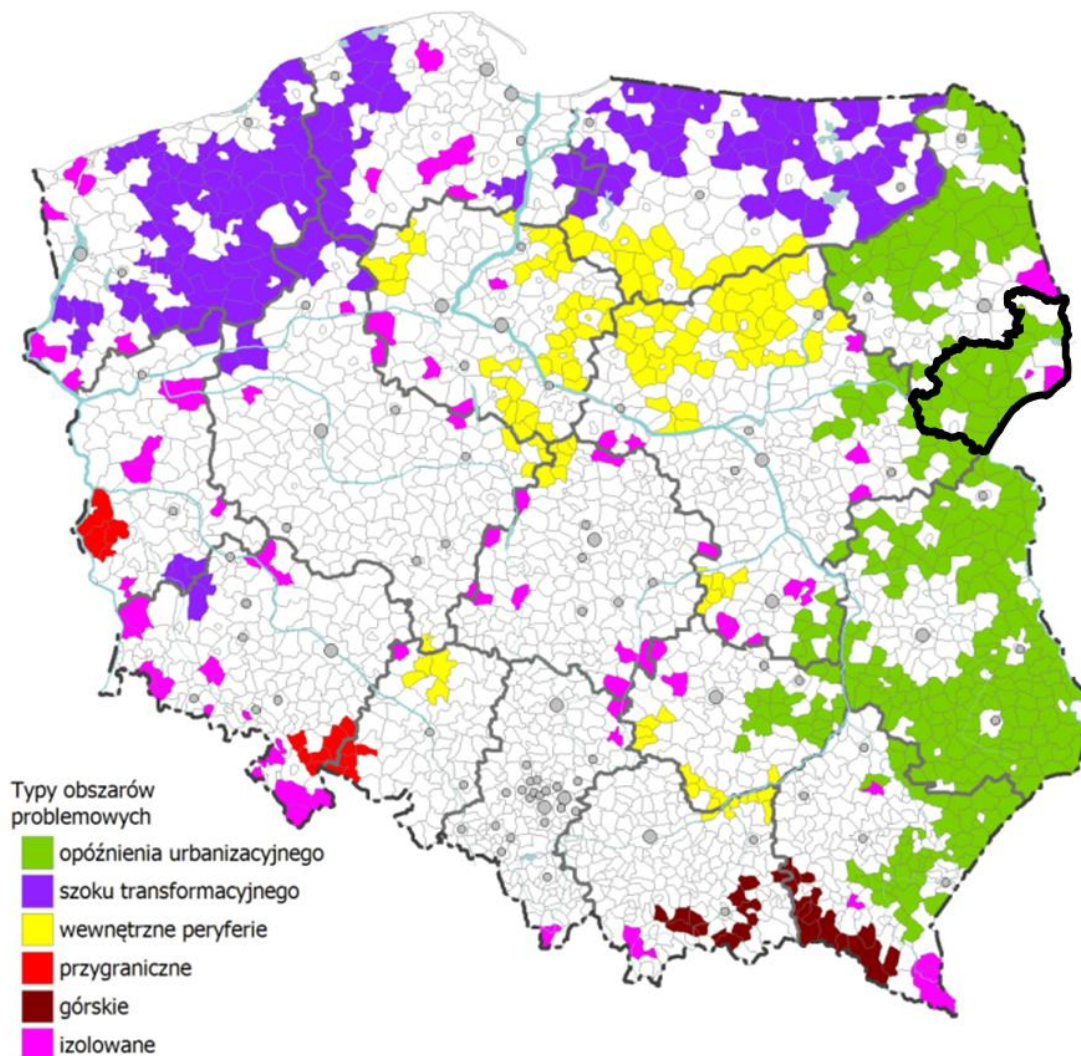 Typy obszarów
problemowych
opóźnienia urbanizacyjnego
szoku transformacyjnego
wewnętrzne peryferie
przygraniczne
górskie
izolowane